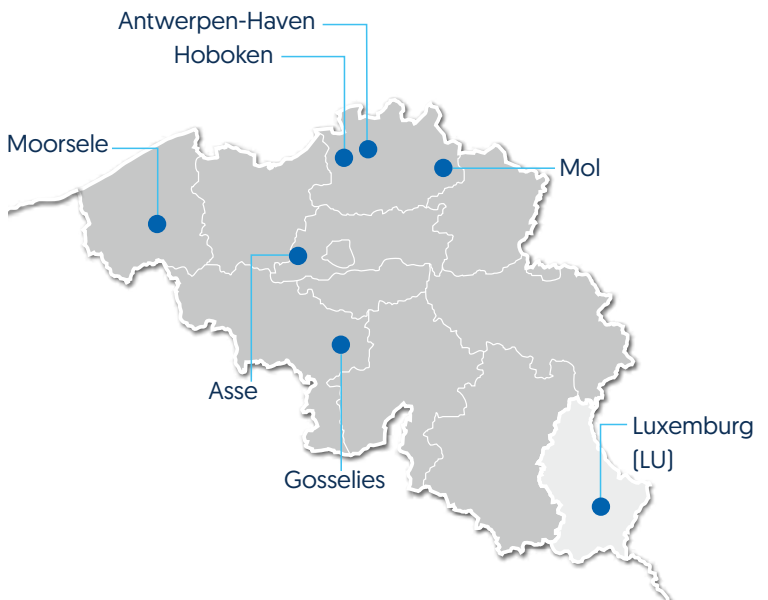 Antwerpen-Haven
Hoboken
Moorsele
Mol
Asse
Luxemburg
(LU)
Gosselies